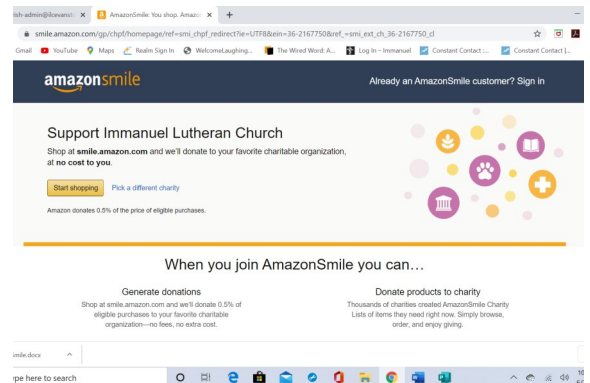 ish-admin@ilcevanst
AmazonSmile: You shop. Amazon
smile.amazon.com/gp/chpf/homepage/ref=smi_chpf_redirect?ie=UTF8&ein=36-2167750&ref_=smi_ext_ch_36-2167750_cl
Gmail YouTube Maps Realm Sign In WelcomeLaughing... The Wired Word: A... Log In – Immanuel Constant Contact :... Constant Contact |...
amazonsmile
Already an AmazonSmile customer? Sign in
Support Immanuel Lutheran Church
Shop at smile.amazon.com and we'll donate to your favorite charitable organization,
at no cost to you.
Start shopping Pick a different charity
Amazon donates 0.5% of the price of eligible purchases.
When you join AmazonSmile you can...
Generate donations
Shop at smile.amazon.com and we'll donate 0.5% of
eligible purchases to your favorite charitable
organization—no fees, no extra cost.
Donate products to charity
Thousands of charities created AmazonSmile Charity
Lists of items they need right now. Simply browse,
order, and enjoy giving.
smile.docx
ype here to search